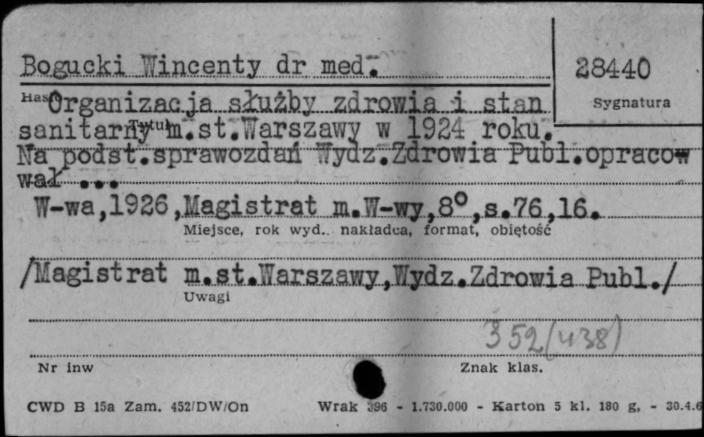 Bogucki Wincenty dr med.
28440
Hasło
Sygnatura
Organizacja służby zdrowia i stan
Tytuł
sanitarny m.st.Warszawy w 1924 roku.
Na podst.sprawozdań Wydz.Zdrowia Publ.opracow
wał ...
W-wa,1926,Magistrat m.W-wy,8°,s.76,16.
Miejsce, rok wyd., nakładca, format, objętość
/Magistrat m.st.Warszawy,Wydz.Zdrowia Publ./
Uwagi
352(438)
Nr inw
Znak klas.
CWD B 15a Zam. 452/DW/On Wrak 396 - 1.730.000 - Karton 5 kl. 180 g. - 30.4.6